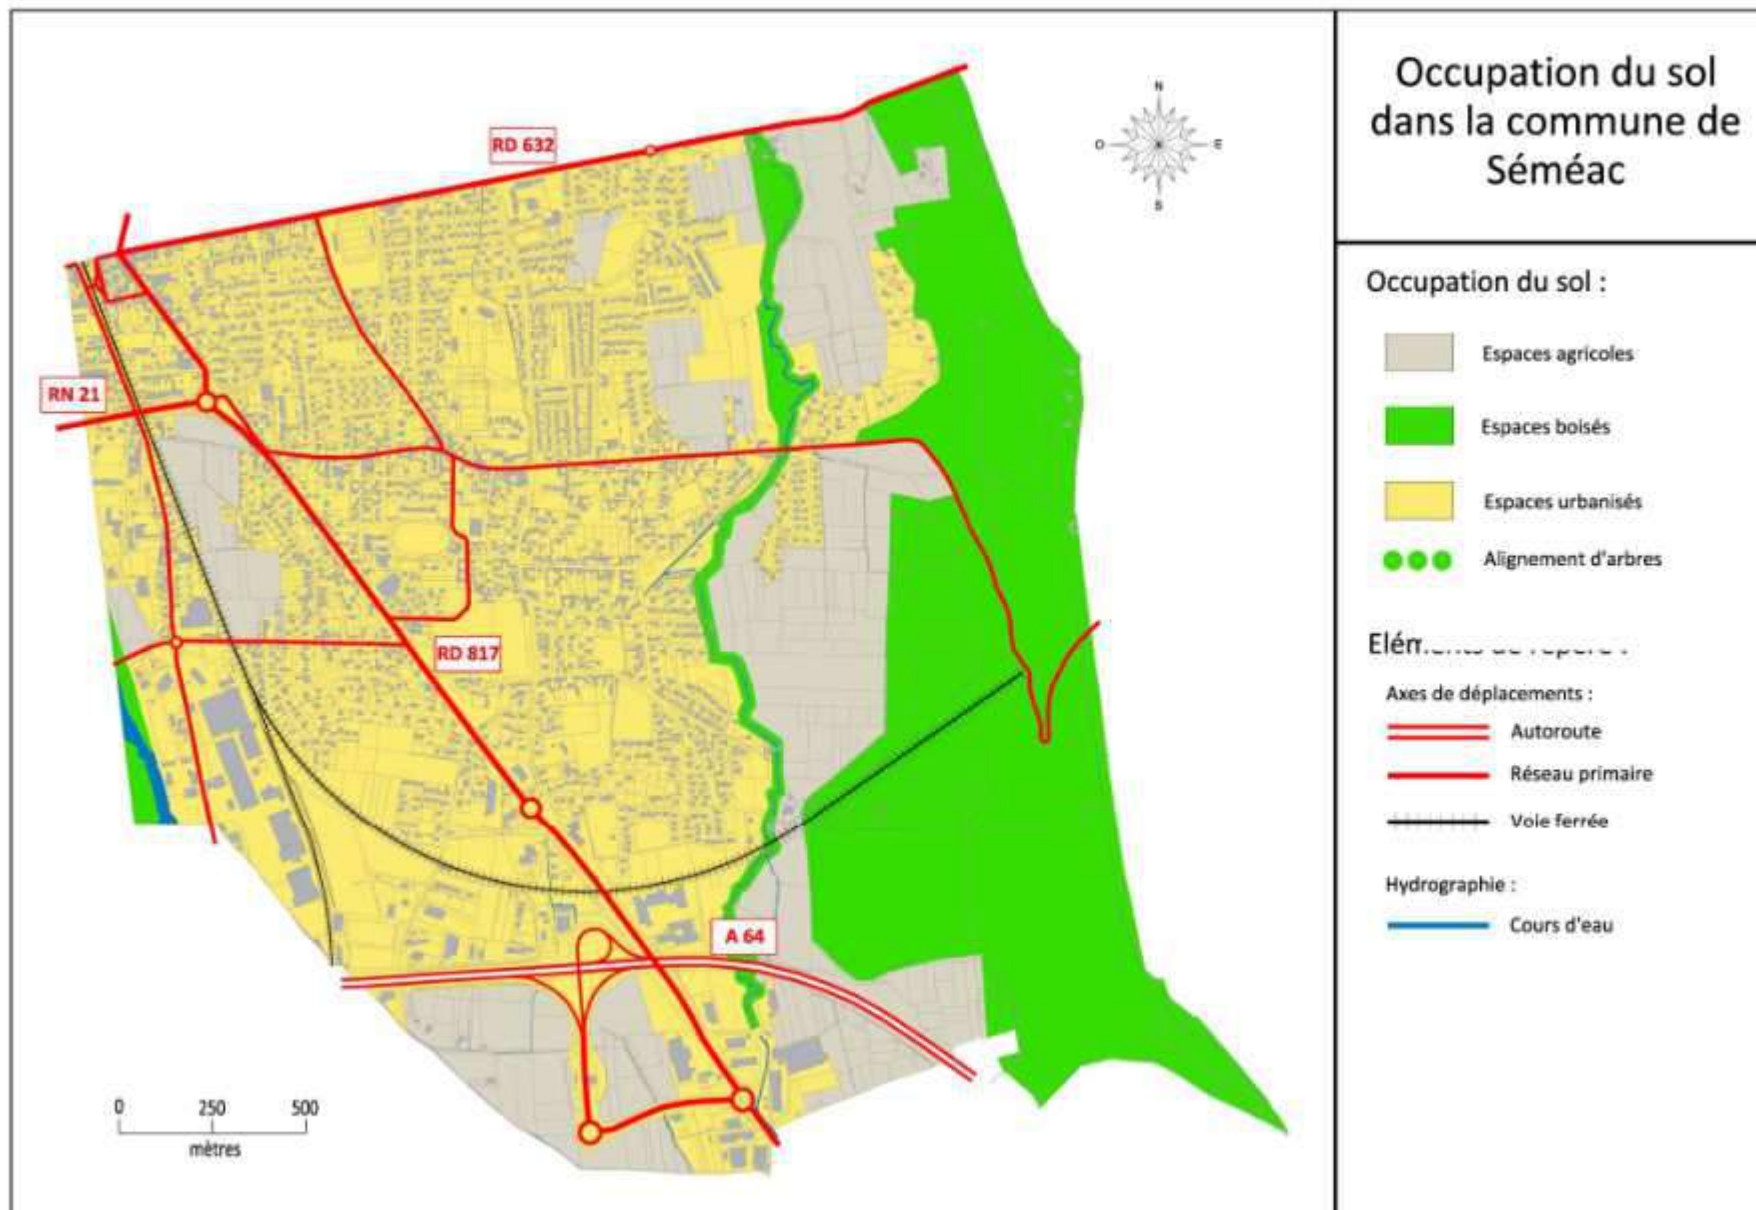 Occupation du sol
dans la commune de
Séméac
N
O
E
S
RD 632
RN 21
RD 817
A 64
0 250 500
mètres
Occupation du sol :
Espaces agricoles
Espaces boisés
Espaces urbanisés
Alignement d'arbres
Axes de déplacements :
Autoroute
Réseau primaire
Voie ferrée
Hydrographie :
Cours d'eau